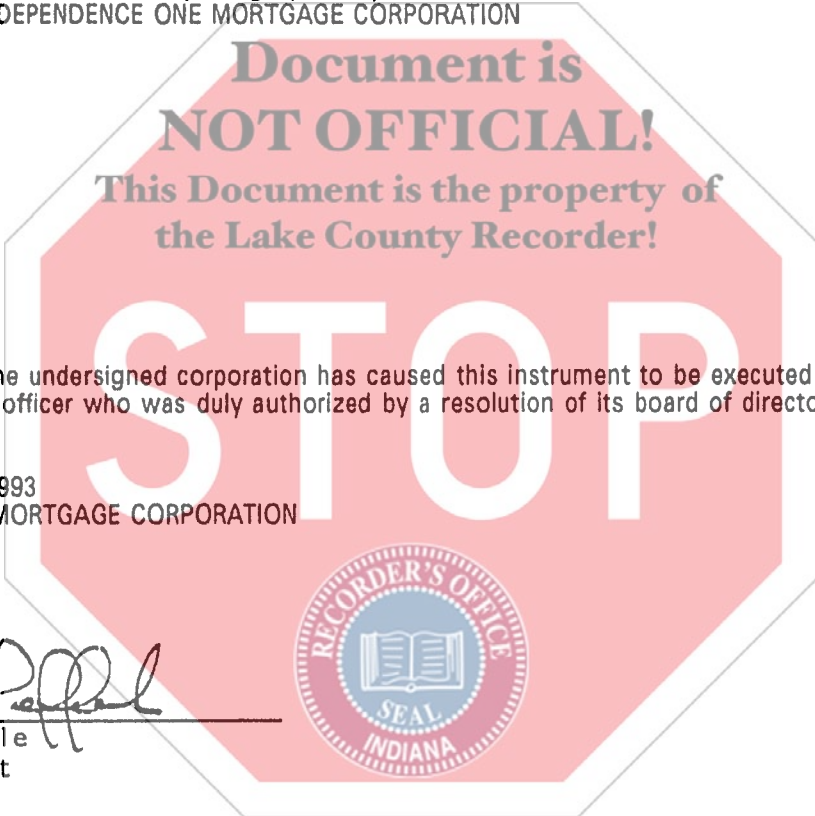 DEPENDENCE ONE MORTGAGE CORPORATION
Document is
NOT OFFICIAL!
This Document is the property of
the Lake County Recorder!
STOP
he undersigned corporation has caused this instrument to be executed
officer who was duly authorized by a resolution of its board of directo
993
MORTGAGE CORPORATION
RECORDER'S OFFICE
SEAL
INDIANA
le
t